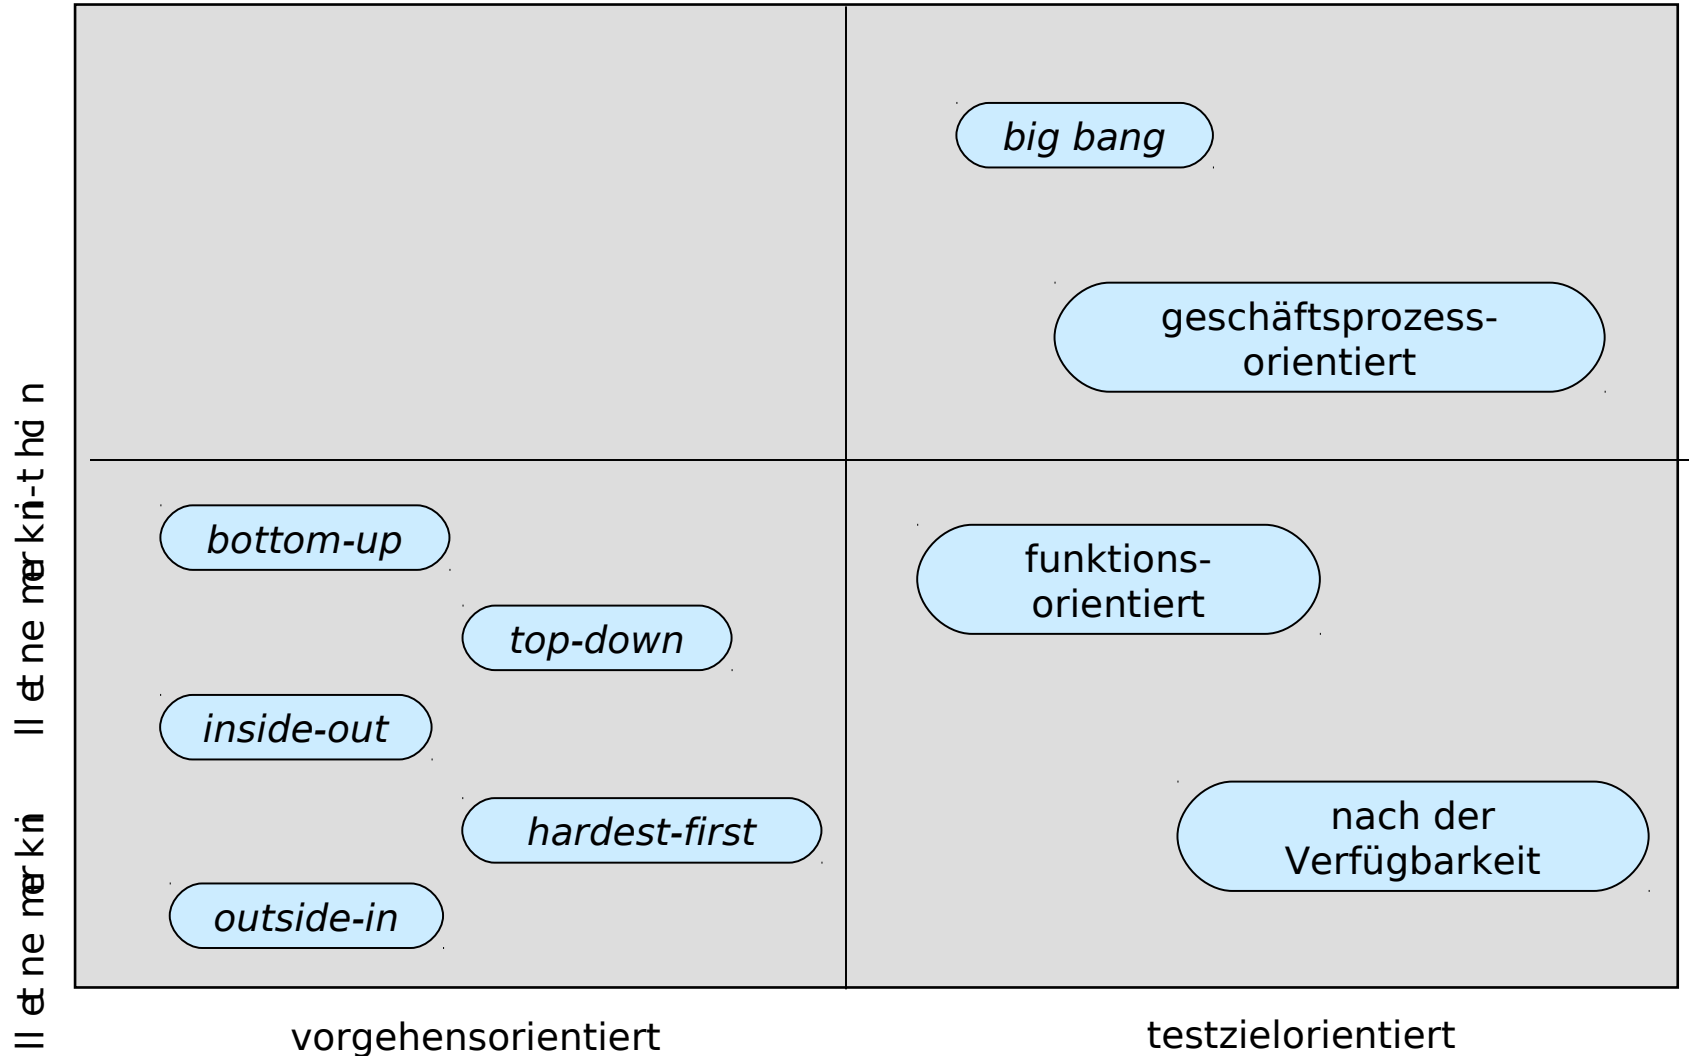 big bang
geschäftsprozess-
orientiert
bottom-up
funktions-
orientiert
top-down
inside-out
hardest-first
nach der
Verfügbarkeit
outside-in
vorgehensorientiert
testzielorientiert